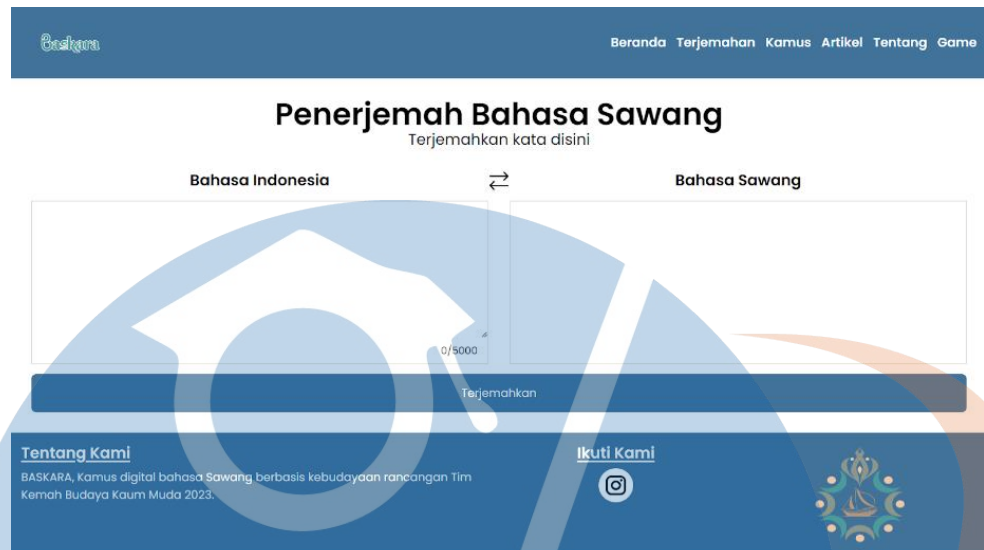 Baskara
Beranda Terjemahan Kamus Artikel Tentang Game
Penerjemah Bahasa Sawang
Terjemahkan kata disini
Bahasa Indonesia
Bahasa Sawang
0/5000
Terjemahkan
Tentang Kami
Ikuti Kami
BASKARA, Kamus digital bahasa Sawang berbasis kebudayaan rancangan Tim
Kemah Budaya Kaum Muda 2023.